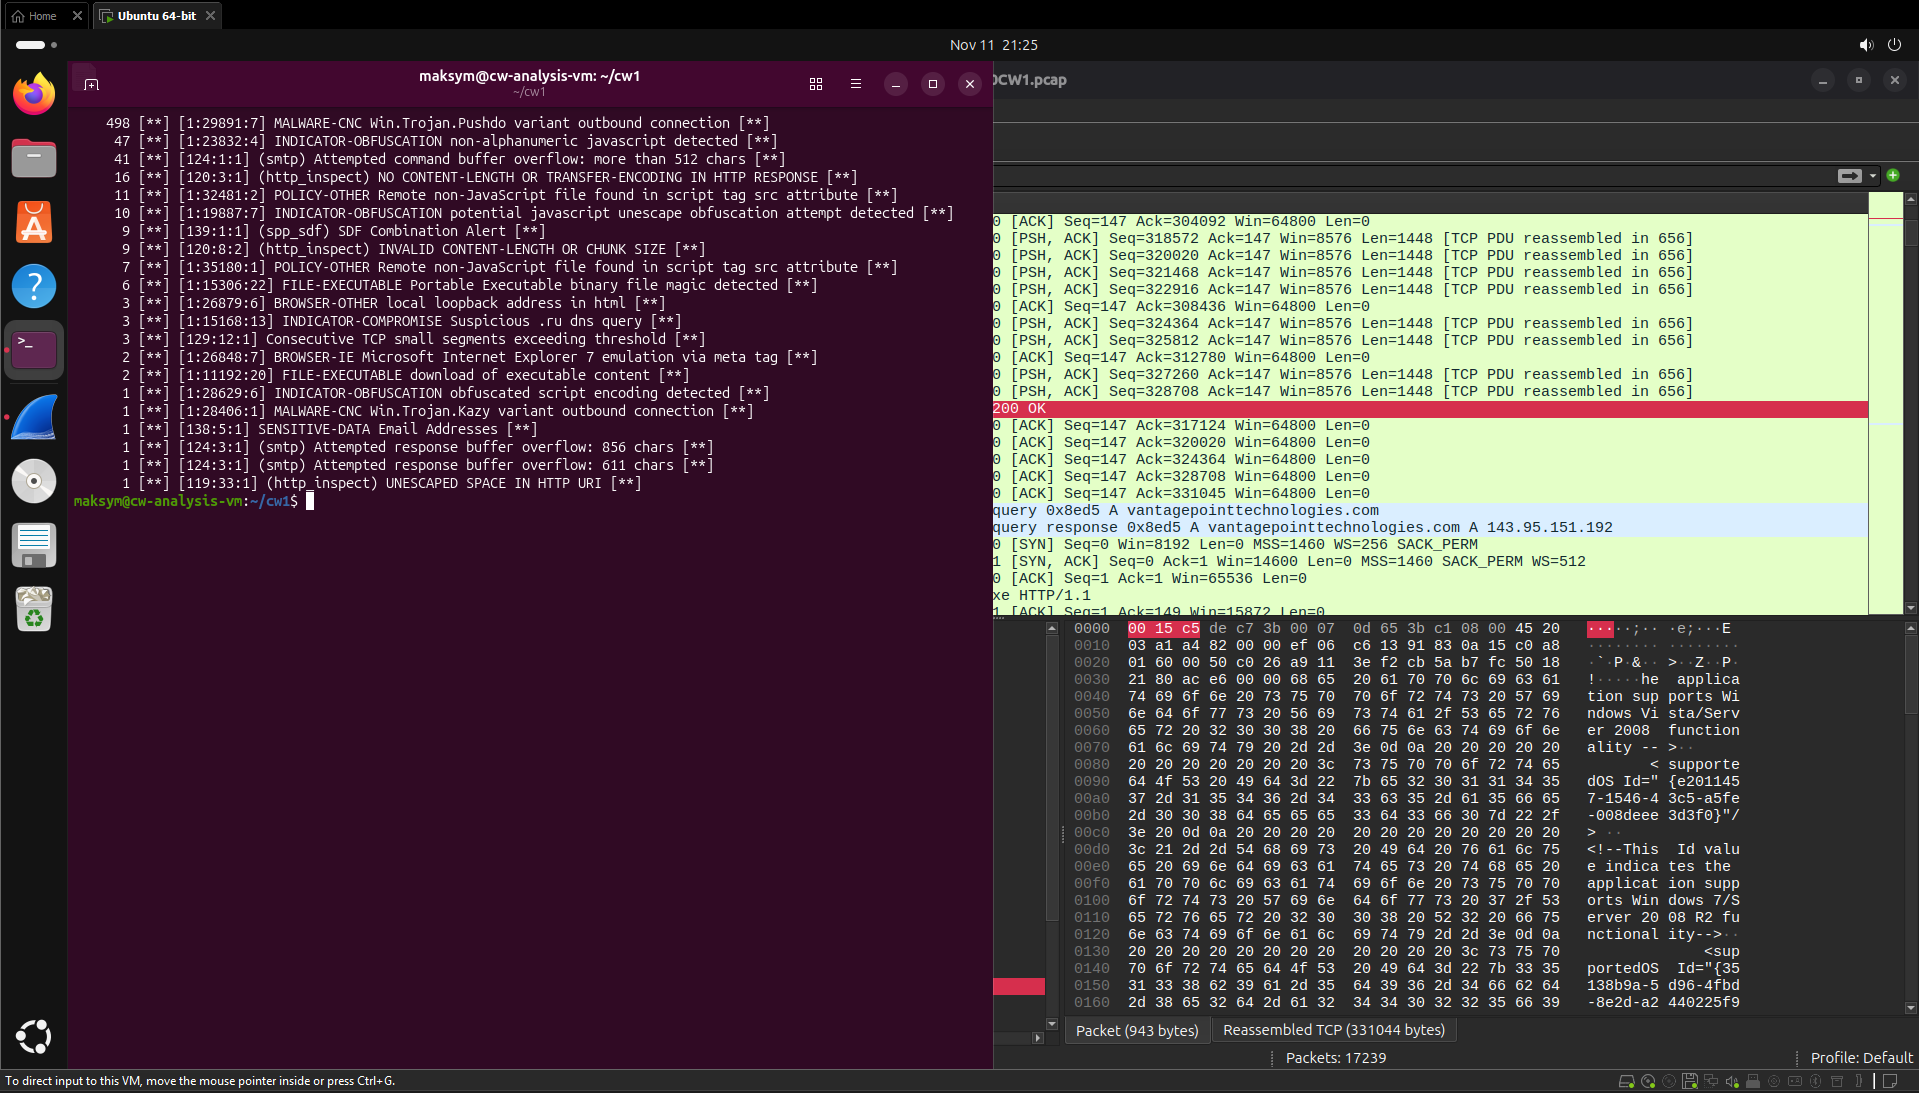 Home
Ubuntu 64-bit
Nov 11 21:25
maksym@cw-analysis-vm: ~/cw1
~/cw1
498 [**] [1:29891:7] MALWARE-CNC Win.Trojan.Pushdo variant outbound connection [**]
47 [**] [1:23832:4] INDICATOR-OBFUSCATION non-alphanumeric javascript detected [**]
41 [**] [124:1:1] (smtp) Attempted command buffer overflow: more than 512 chars [**]
16 [**] [120:3:1] (http_inspect) NO CONTENT-LENGTH OR TRANSFER-ENCODING IN HTTP RESPONSE [**]
11 [**] [1:32481:2] POLICY-OTHER Remote non-JavaScript file found in script tag src attribute [**]
10 [**] [1:19887:7] INDICATOR-OBFUSCATION potential javascript unescape obfuscation attempt detected [**]
9 [**] [139:1:1] (spp_sdf) SDF Combination Alert [**]
9 [**] [120:8:2] (http_inspect) INVALID CONTENT-LENGTH OR CHUNK SIZE [**]
7 [**] [1:35180:1] POLICY-OTHER Remote non-JavaScript file found in script tag src attribute [**]
6 [**] [1:15306:22] FILE-EXECUTABLE Portable Executable binary file magic detected [**]
3 [**] [1:26879:6] BROWSER-OTHER local loopback address in html [**]
3 [**] [1:15168:13] INDICATOR-COMPROMISE Suspicious .ru dns query [**]
3 [**] [129:12:1] Consecutive TCP small segments exceeding threshold [**]
2 [**] [1:26848:7] BROWSER-IE Microsoft Internet Explorer 7 emulation via meta tag [**]
2 [**] [1:11192:20] FILE-EXECUTABLE download of executable content [**]
1 [**] [1:28629:6] INDICATOR-OBFUSCATION obfuscated script encoding detected [**]
1 [**] [1:28406:1] MALWARE-CNC Win.Trojan.Kazy variant outbound connection [**]
1 [**] [138:5:1] SENSITIVE-DATA Email Addresses [**]
1 [**] [124:3:1] (smtp) Attempted response buffer overflow: 856 chars [**]
1 [**] [124:3:1] (smtp) Attempted response buffer overflow: 611 chars [**]
1 [**] [119:33:1] (http_inspect) UNESCAPED SPACE IN HTTP URI [**]
maksym@cw-analysis-vm:~/cw1$
CW1.pcap
0 [ACK] Seq=147 Ack=304092 Win=64800 Len=0
0 [PSH, ACK] Seq=318572 Ack=147 Win=8576 Len=1448 [TCP PDU reassembled in 656]
0 [PSH, ACK] Seq=320020 Ack=147 Win=8576 Len=1448 [TCP PDU reassembled in 656]
0 [PSH, ACK] Seq=321468 Ack=147 Win=8576 Len=1448 [TCP PDU reassembled in 656]
0 [PSH, ACK] Seq=322916 Ack=147 Win=8576 Len=1448 [TCP PDU reassembled in 656]
0 [ACK] Seq=147 Ack=308436 Win=64800 Len=0
0 [PSH, ACK] Seq=324364 Ack=147 Win=8576 Len=1448 [TCP PDU reassembled in 656]
0 [PSH, ACK] Seq=325812 Ack=147 Win=8576 Len=1448 [TCP PDU reassembled in 656]
0 [ACK] Seq=147 Ack=312780 Win=64800 Len=0
0 [PSH, ACK] Seq=327260 Ack=147 Win=8576 Len=1448 [TCP PDU reassembled in 656]
0 [PSH, ACK] Seq=328708 Ack=147 Win=8576 Len=1448 [TCP PDU reassembled in 656]
200 OK
0 [ACK] Seq=147 Ack=317124 Win=64800 Len=0
0 [ACK] Seq=147 Ack=320020 Win=64800 Len=0
0 [ACK] Seq=147 Ack=324364 Win=64800 Len=0
0 [ACK] Seq=147 Ack=328708 Win=64800 Len=0
0 [ACK] Seq=147 Ack=331045 Win=64800 Len=0
query 0x8ed5 A vantagepointtechnologies.com
query response 0x8ed5 A vantagepointtechnologies.com A 143.95.151.192
0 [SYN] Seq=0 Win=8192 Len=0 MSS=1460 WS=256 SACK_PERM
1 [SYN, ACK] Seq=0 Ack=1 Win=14600 Len=0 MSS=1460 SACK_PERM WS=512
0 [ACK] Seq=1 Ack=1 Win=65536 Len=0
xe HTTP/1.1
1 [ACK] Seq=1 Ack=149 Win=15872 Len=0
0000 00 15 c5 de c7 3b 00 07 0d 65 3b c1 08 00 45 20 ·····;·· ·e;···E
0010 03 a1 a4 82 00 00 ef 06 c6 13 91 83 0a 15 c0 a8 ········ ········
0020 01 60 00 50 c0 26 a9 11 3e f2 cb 5a b7 fc 50 18 ·`·P·&·· >··Z··P·
0030 21 80 ac e6 00 00 68 65 20 61 70 70 6c 69 63 61 !·····he applica
0040 74 69 6f 6e 20 73 75 70 70 6f 72 74 73 20 57 69 tion sup ports Wi
0050 6e 64 6f 77 73 20 56 69 73 74 61 2f 53 65 72 76 ndows Vi sta/Serv
0060 65 72 20 32 30 30 38 20 66 75 6e 63 74 69 6f 6e er 2008 function
0070 61 6c 69 74 79 20 2d 2d 3e 0d 0a 20 20 20 20 20 ality -- >··
0080 20 20 20 20 20 20 20 3c 73 75 70 70 6f 72 74 65 < supporte
0090 64 4f 53 20 49 64 3d 22 7b 65 32 30 31 31 34 35 dOS Id=" {e201145
00a0 37 2d 31 35 34 36 2d 34 33 63 35 2d 61 35 66 65 7-1546-4 3c5-a5fe
00b0 2d 30 30 38 64 65 65 65 33 64 33 66 30 7d 22 2f -008deee 3d3f0}"/
00c0 3e 20 0d 0a 20 20 20 20 20 20 20 20 20 20 20 20 > ··
00d0 3c 21 2d 2d 54 68 69 73 20 49 64 20 76 61 6c 75 <!--This Id valu
00e0 65 20 69 6e 64 69 63 61 74 65 73 20 74 68 65 20 e indica tes the
00f0 61 70 70 6c 69 63 61 74 69 6f 6e 20 73 75 70 70 applicat ion supp
0100 6f 72 74 73 20 57 69 6e 64 6f 77 73 20 37 2f 53 orts Win dows 7/S
0110 65 72 76 65 72 20 32 30 30 38 20 52 32 20 66 75 erver 20 08 R2 fu
0120 6e 63 74 69 6f 6e 61 6c 69 74 79 2d 2d 3e 0d 0a nctional ity-->··
0130 20 20 20 20 20 20 20 20 20 20 20 20 3c 73 75 70 <sup
0140 70 6f 72 74 65 64 4f 53 20 49 64 3d 22 7b 33 35 portedOS Id="{35
0150 31 33 38 62 39 61 2d 35 64 39 36 2d 34 66 62 64 138b9a-5 d96-4fbd
0160 2d 38 65 32 64 2d 61 32 34 34 30 32 32 35 66 39 -8e2d-a2 440225f9
Packet (943 bytes)
Reassembled TCP (331044 bytes)
Packets: 17239
Profile: Default
To direct input to this VM, move the mouse pointer inside or press Ctrl+G.